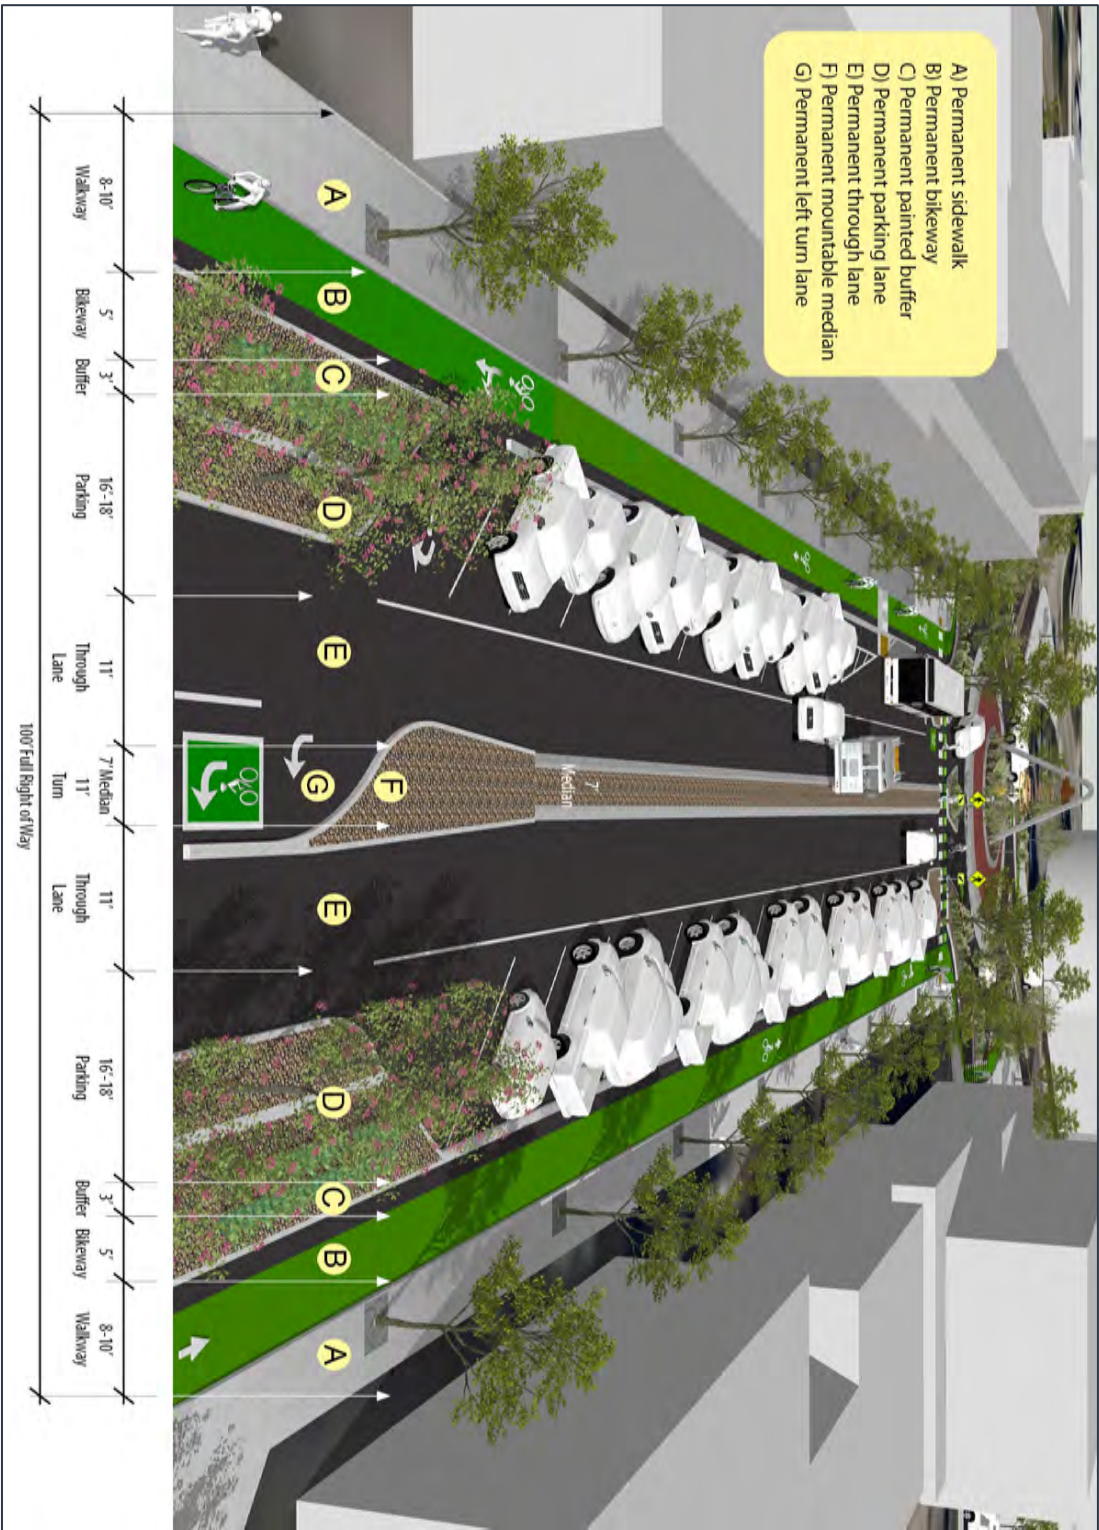 A) Permanent sidewalk
B) Permanent bikeway
C) Permanent painted buffer
D) Permanent parking lane
E) Permanent through lane
F) Permanent mountable median
G) Permanent left turn lane
7'
Median
A
B
C
D
E
G
F
E
D
C
B
A
8-10'
Walkway
5'
Bikeway
3'
Buffer
16'-18'
Parking
11'
Through
Lane
7' Median
11'
Turn
11'
Through
Lane
16'-18'
Parking
3'
Buffer
5'
Bikeway
8-10'
Walkway
100' Full Right of Way